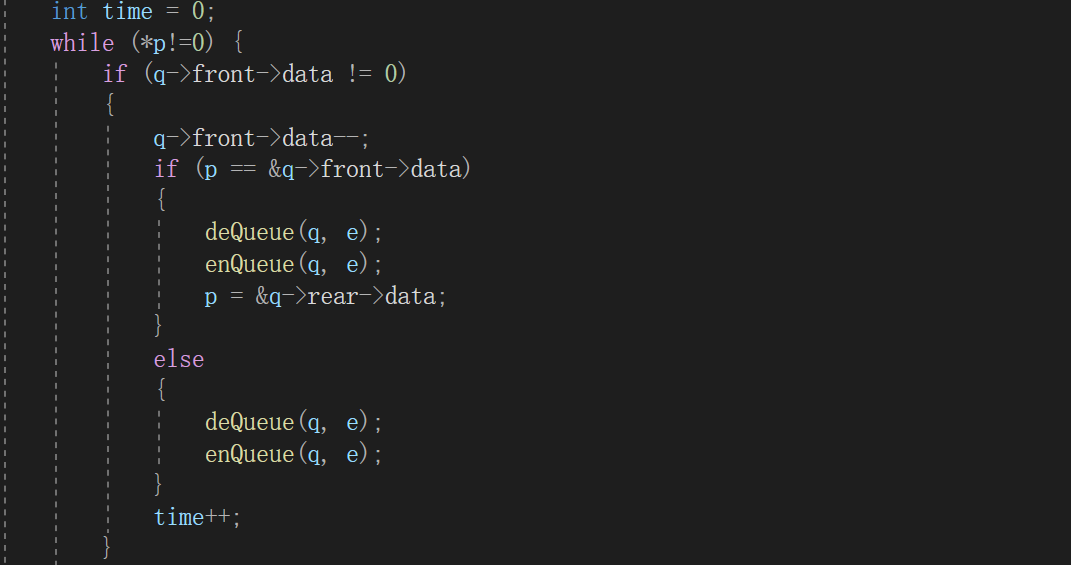 int time = 0;
while (*p!=0) {
if (q->front->data != 0)
{
q->front->data--;
if (p == &q->front->data)
{
deQueue(q, e);
enQueue(q, e);
p = &q->rear->data;
}
else
{
deQueue(q, e);
enQueue(q, e);
}
time++;
}